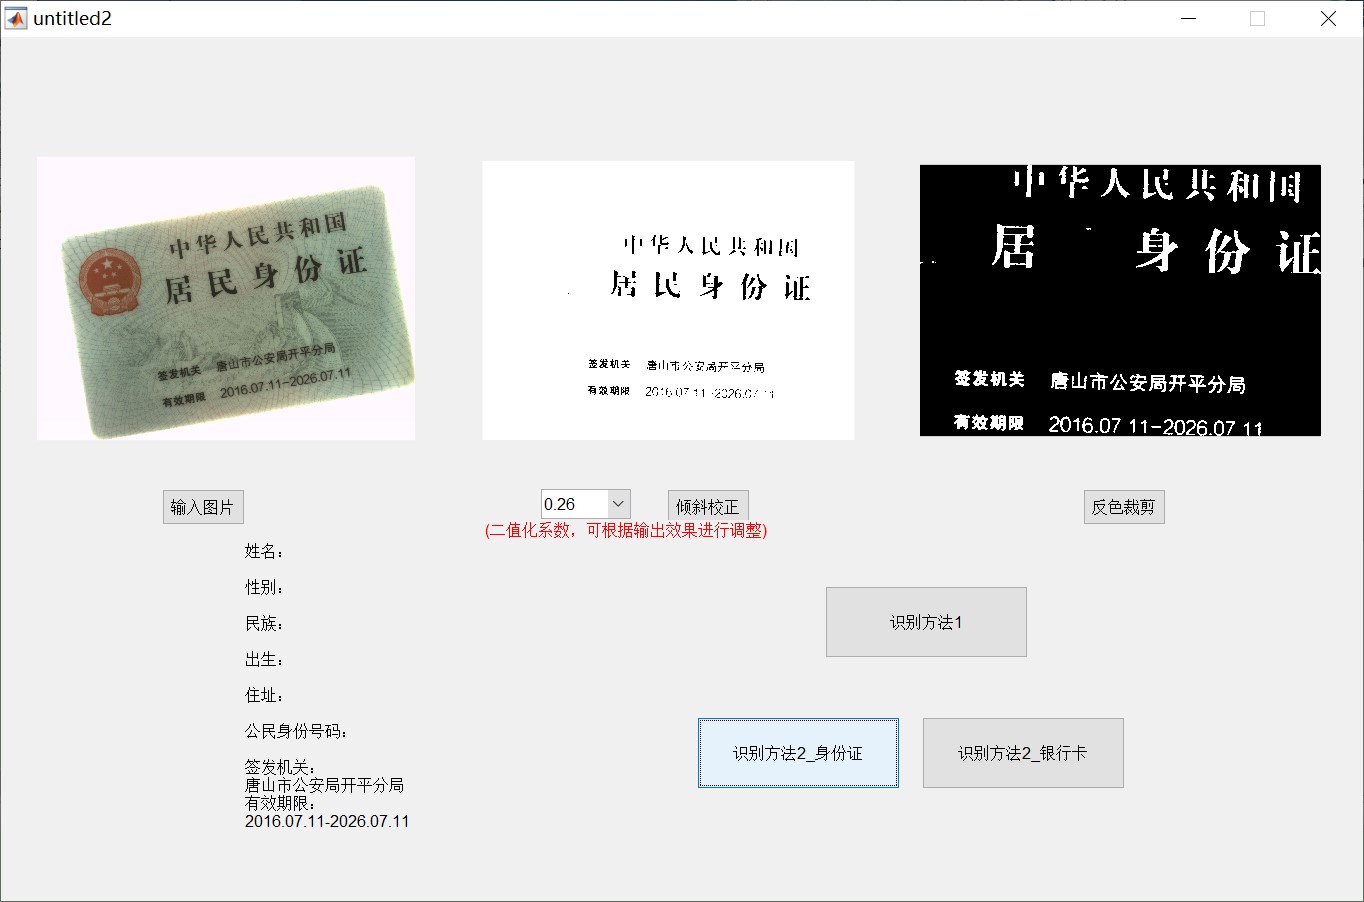 untitled2
中华人民共和国
居民身份证
签发机关 唐山市公安局开平分局
有效期限 2016.07.11-2026.07.11
中华人民共和国
居民身份证
签发机关 唐山市公安局开平分局
有效期限 2016.07.11-2026.07.11
中华人民共和国
居 身份证
签发机关 唐山市公安局开平分局
有效期限 2016.07 11-2026.07 11
输入图片
0.26
倾斜校正
反色裁剪
(二值化系数，可根据输出效果进行调整)
姓名：
性别：
民族：
出生：
住址：
公民身份号码：
签发机关：
唐山市公安局开平分局
有效期限：
2016.07.11-2026.07.11
识别方法1
识别方法2_身份证
识别方法2_银行卡